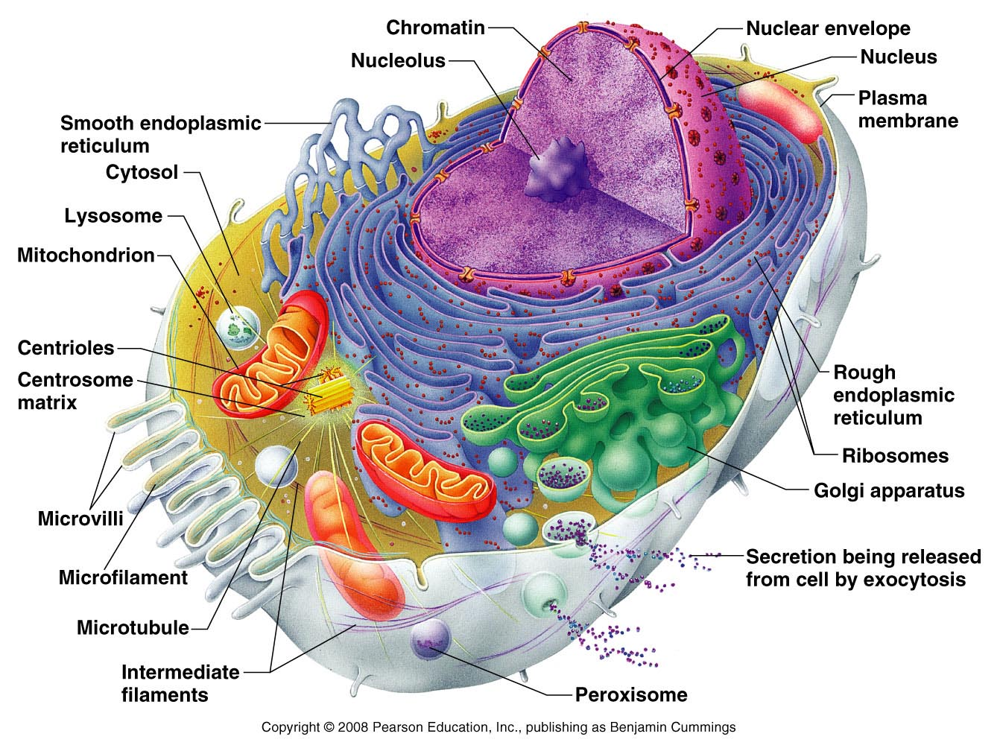 Chromatin
Nucleolus
Nuclear envelope
Nucleus
Plasma
membrane
Smooth endoplasmic
reticulum
Cytosol
Lysosome
Mitochondrion
Centrioles
Centrosome
matrix
Microvilli
Microfilament
Microtubule
Intermediate
filaments
Rough
endoplasmic
reticulum
Ribosomes
Golgi apparatus
Secretion being released
from cell by exocytosis
Peroxisome
Copyright © 2008 Pearson Education, Inc., publishing as Benjamin Cummings